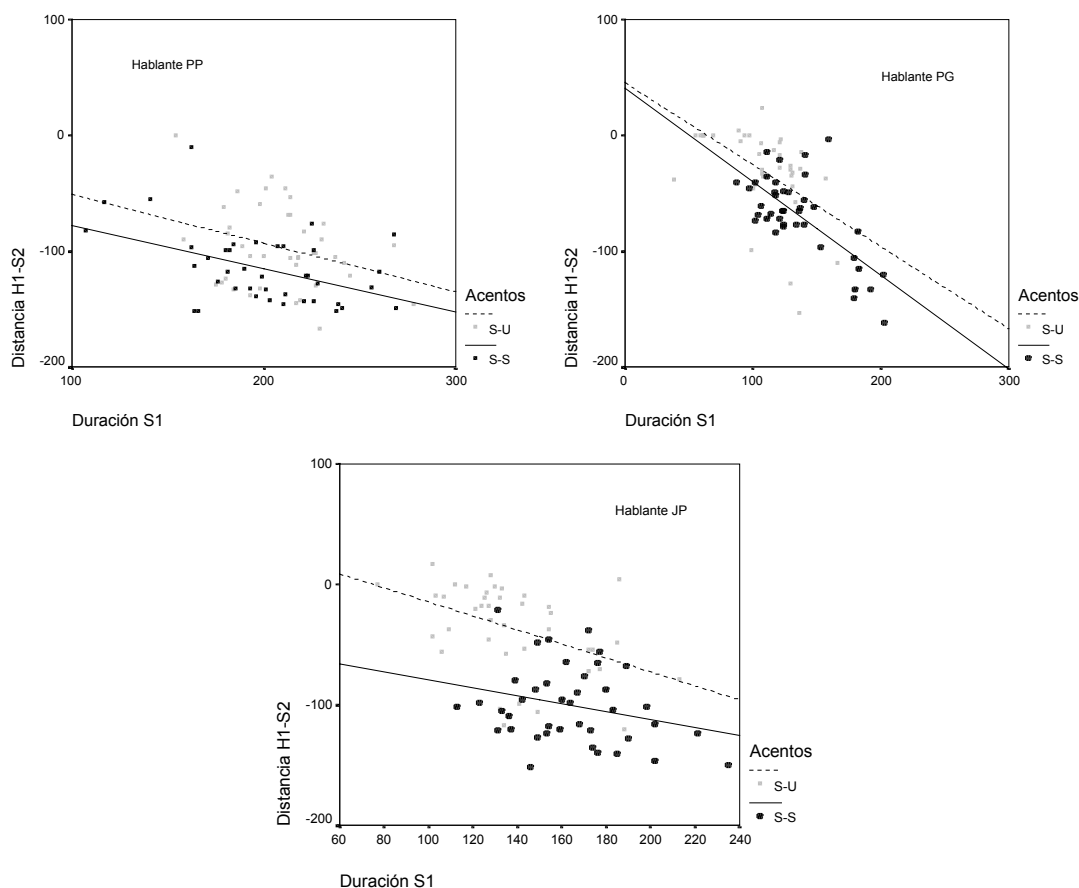 100
Hablante PP
0
-100
-200
Distancia H1-S2
100
200
300
Duración S1
Acentos
S-U
S-S
100
Hablante PG
0
-100
-200
Distancia H1-S2
0
100
200
300
Duración S1
Acentos
S-U
S-S
100
Hablante JP
0
-100
-200
Distancia H1-S2
60
80
100
120
140
160
180
200
220
240
Duración S1
Acentos
S-U
S-S